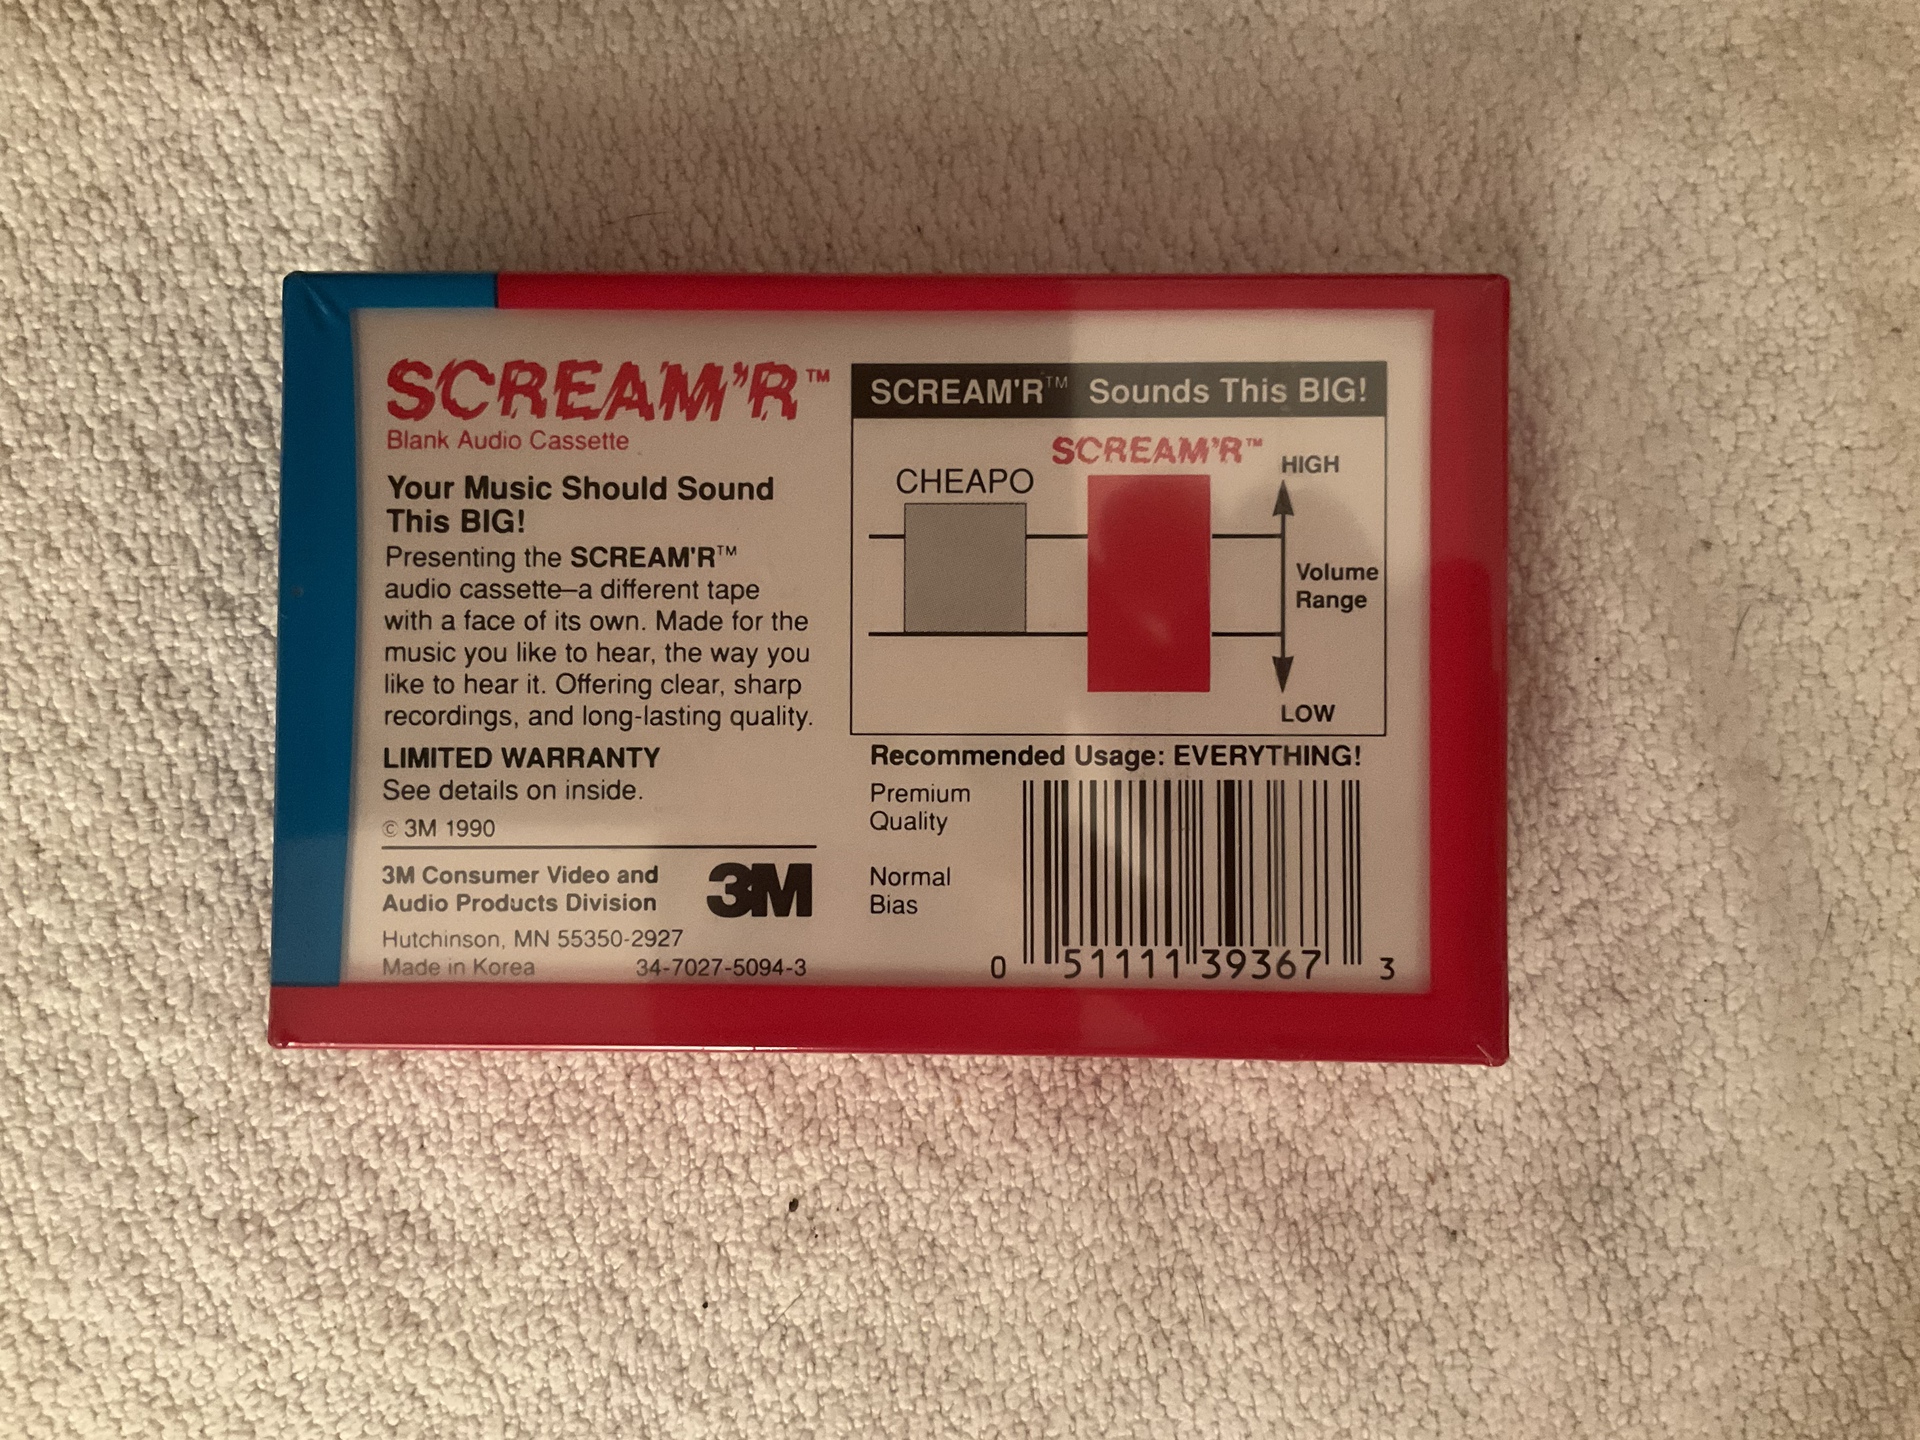 SCREAM'R™
Blank Audio Cassette
Your Music Should Sound
This BIG!
Presenting the SCREAM'R™
audio cassette–a different tape
with a face of its own. Made for the
music you like to hear, the way you
like to hear it. Offering clear, sharp
recordings, and long-lasting quality.
LIMITED WARRANTY
See details on inside.
© 3M 1990
3M Consumer Video and
Audio Products Division
3M
Hutchinson, MN 55350-2927
Made in Korea 34-7027-5094-3
SCREAM'R™ Sounds This BIG!
SCREAM'R™
CHEAPO
HIGH
Volume
Range
LOW
Recommended Usage: EVERYTHING!
Premium
Quality
Normal
Bias
0 51111 39367 3